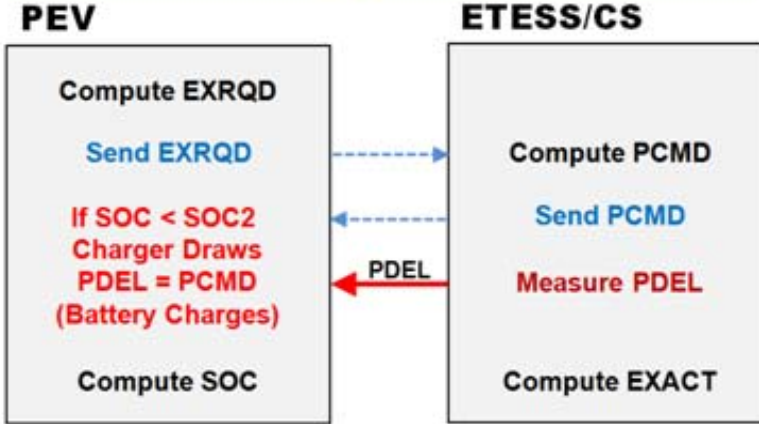 PEV
ETESS/CS
Compute EXRQD
Send EXRQD
Compute PCMD
If SOC < SOC2
Charger Draws
PDEL = PCMD
(Battery Charges)
Send PCMD
PDEL
Measure PDEL
Compute SOC
Compute EXACT